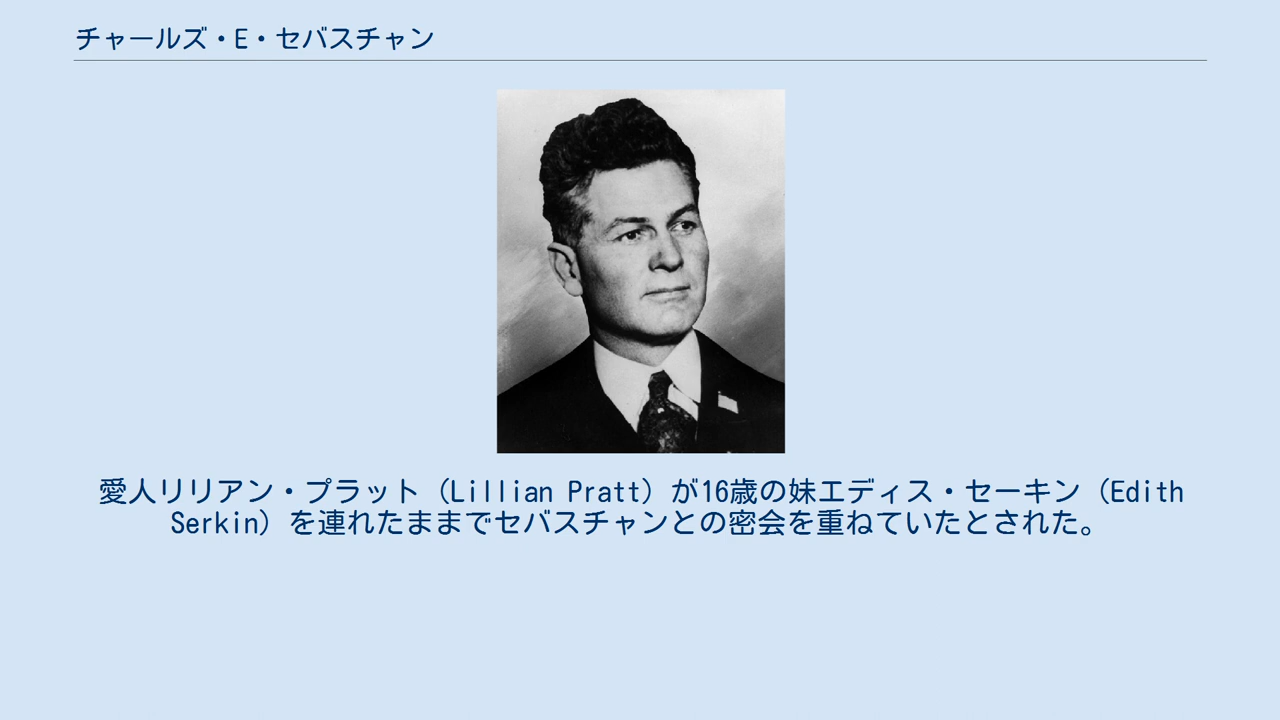 チャールズ・E・セバスチャン
愛人リリアン・プラット（Lillian Pratt）が16歳の妹エディス・セーキン（Edith
Serkin）を連れたままでセバスチャンとの密会を重ねていたとされた。